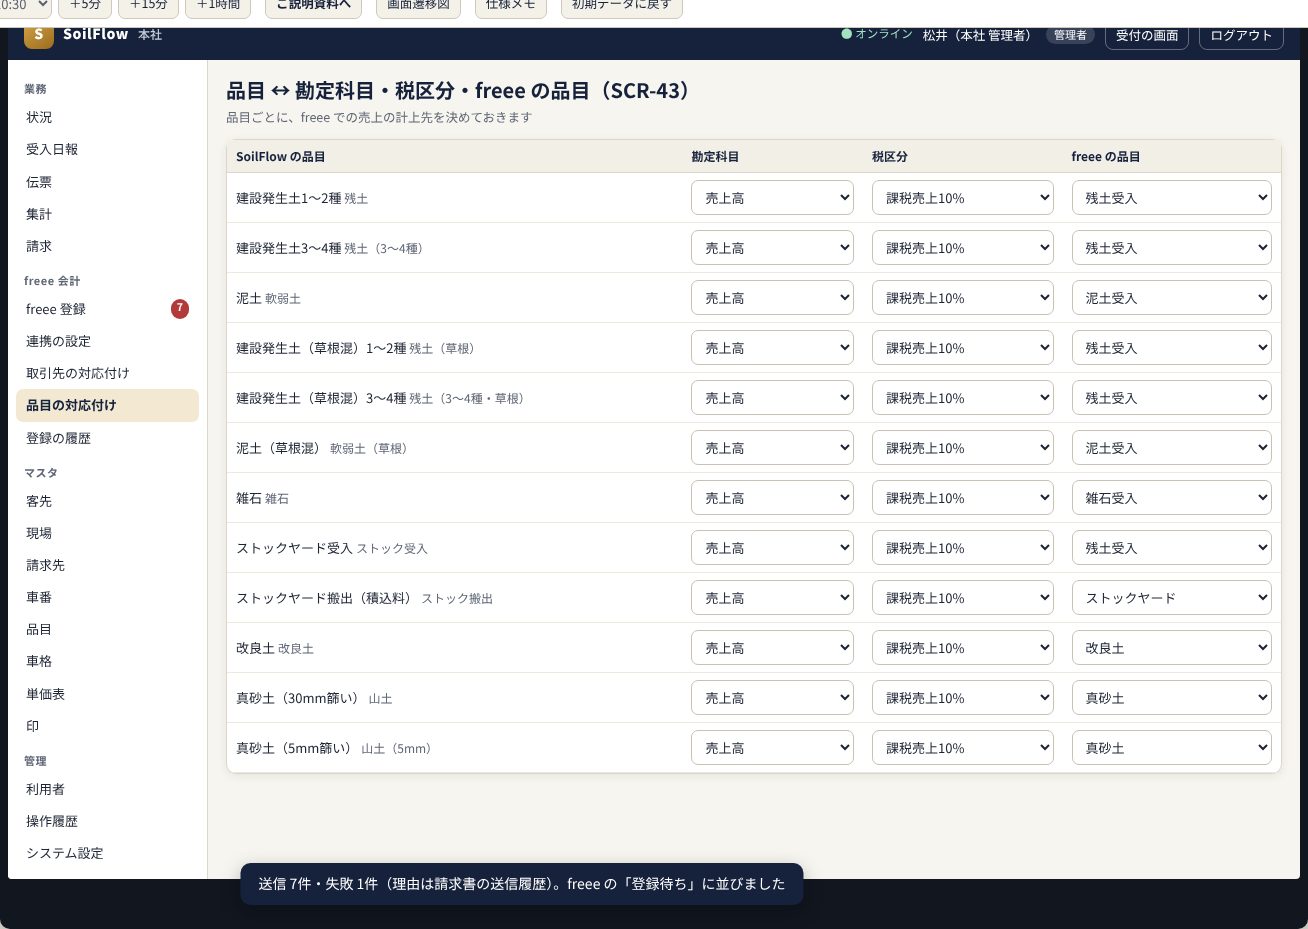 0:30 +5分 +15分 +1時間 ご説明資料へ 画面遷移図 仕様メモ 初期データに戻す
S SoilFlow 本社 オンライン 松井（本社 管理者） 管理者 受付の画面 ログアウト
業務
状況
受入日報
伝票
集計
請求
freee 会計
freee 登録 7
連携の設定
取引先の対応付け
品目の対応付け
登録の履歴
マスタ
客先
現場
請求先
車番
品目
車格
単価表
印
管理
利用者
操作履歴
システム設定
品目 ↔ 勘定科目・税区分・freee の品目（SCR-43）
品目ごとに、freee での売上の計上先を決めておきます
SoilFlow の品目 勘定科目 税区分 freee の品目
建設発生土1〜2種 残土 売上高 課税売上10% 残土受入
建設発生土3〜4種 残土（3〜4種） 売上高 課税売上10% 残土受入
泥土 軟弱土 売上高 課税売上10% 泥土受入
建設発生土（草根混）1〜2種 残土（草根） 売上高 課税売上10% 残土受入
建設発生土（草根混）3〜4種 残土（3〜4種・草根） 売上高 課税売上10% 残土受入
泥土（草根混） 軟弱土（草根） 売上高 課税売上10% 泥土受入
雑石 雑石 売上高 課税売上10% 雑石受入
ストックヤード受入 ストック受入 売上高 課税売上10% 残土受入
ストックヤード搬出（積込料） ストック搬出 売上高 課税売上10% ストックヤード
改良土 改良土 売上高 課税売上10% 改良土
真砂土（30mm篩い） 山土 売上高 課税売上10% 真砂土
真砂土（5mm篩い） 山土（5mm） 売上高 課税売上10% 真砂土
送信 7件・失敗 1件（理由は請求書の送信履歴）。freee の「登録待ち」に並びました